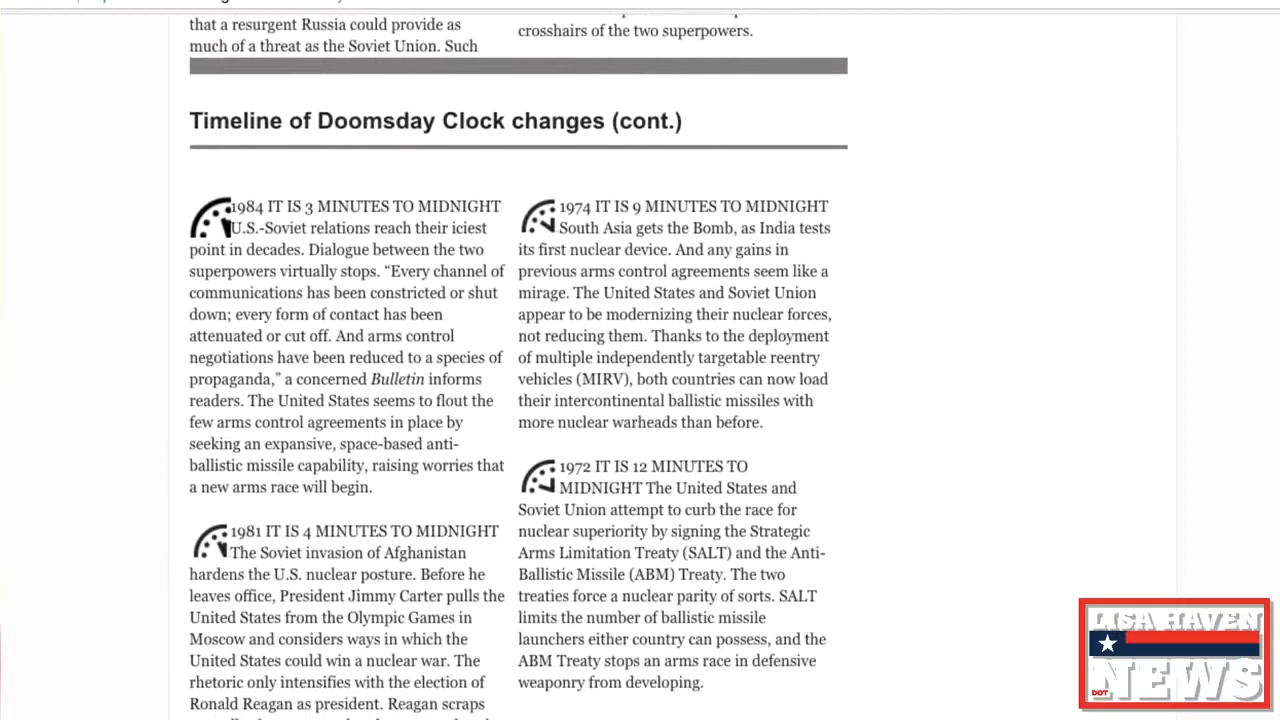 that a resurgent Russia could provide as
much of a threat as the Soviet Union. Such
crosshairs of the two superpowers.
Timeline of Doomsday Clock changes (cont.)
1984 IT IS 3 MINUTES TO MIDNIGHT
U.S.-Soviet relations reach their iciest
point in decades. Dialogue between the two
superpowers virtually stops. “Every channel of
communications has been constricted or shut
down; every form of contact has been
attenuated or cut off. And arms control
negotiations have been reduced to a species of
propaganda,” a concerned Bulletin informs
readers. The United States seems to flout the
few arms control agreements in place by
seeking an expansive, space-based anti-
ballistic missile capability, raising worries that
a new arms race will begin.
1981 IT IS 4 MINUTES TO MIDNIGHT
The Soviet invasion of Afghanistan
hardens the U.S. nuclear posture. Before he
leaves office, President Jimmy Carter pulls the
United States from the Olympic Games in
Moscow and considers ways in which the
United States could win a nuclear war. The
rhetoric only intensifies with the election of
Ronald Reagan as president. Reagan scraps
1974 IT IS 9 MINUTES TO MIDNIGHT
South Asia gets the Bomb, as India tests
its first nuclear device. And any gains in
previous arms control agreements seem like a
mirage. The United States and Soviet Union
appear to be modernizing their nuclear forces,
not reducing them. Thanks to the deployment
of multiple independently targetable reentry
vehicles (MIRV), both countries can now load
their intercontinental ballistic missiles with
more nuclear warheads than before.
1972 IT IS 12 MINUTES TO
MIDNIGHT The United States and
Soviet Union attempt to curb the race for
nuclear superiority by signing the Strategic
Arms Limitation Treaty (SALT) and the Anti-
Ballistic Missile (ABM) Treaty. The two
treaties force a nuclear parity of sorts. SALT
limits the number of ballistic missile
launchers either country can possess, and the
ABM Treaty stops an arms race in defensive
weaponry from developing.
LISA HAVEN
DOT NEWS